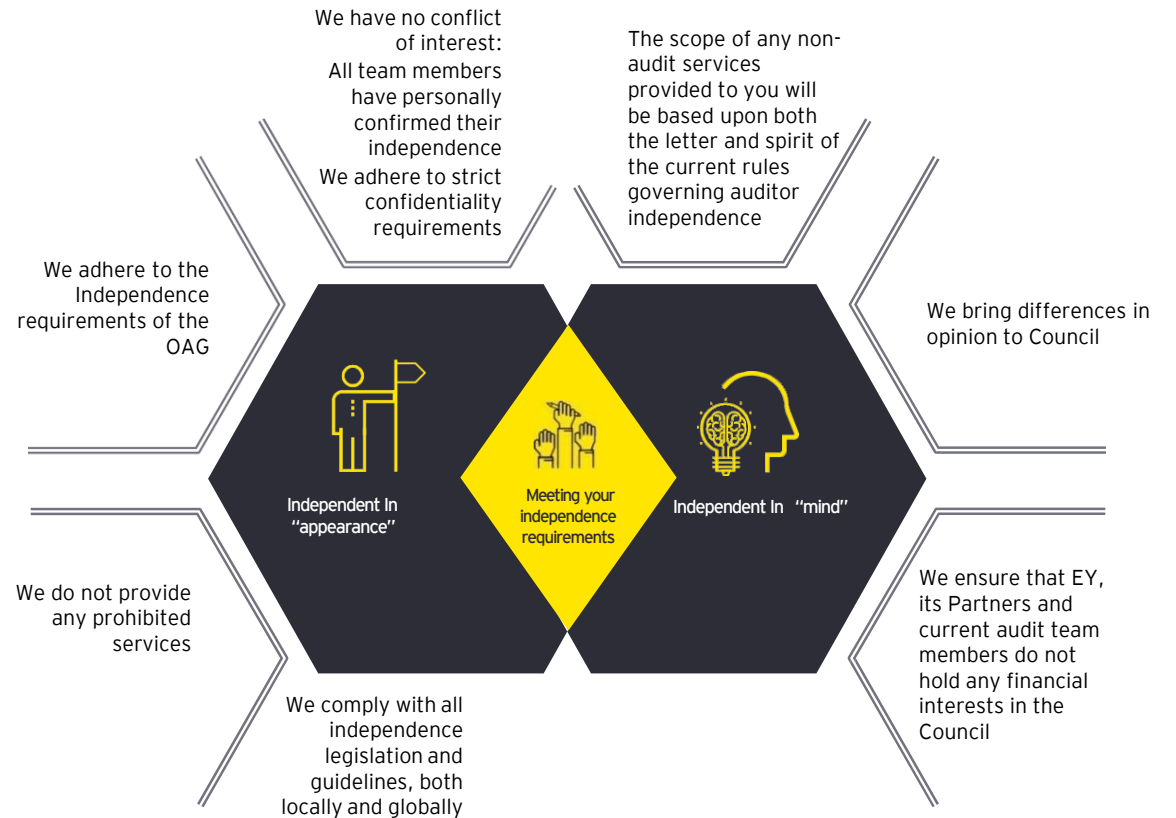 We have no conflict
of interest:
All team members
have personally
confirmed their
independence
We adhere to strict
confidentiality
requirements
The scope of any non-
audit services
provided to you will
be based upon both
the letter and spirit of
the current rules
governing auditor
independence
We adhere to the
Independence
requirements of the
OAG
We bring differences in
opinion to Council
Independent In
“appearance”
Meeting your
independence
requirements
Independent In “mind”
We do not provide
any prohibited
services
We ensure that EY,
its Partners and
current audit team
members do not
hold any financial
interests in the
Council
We comply with all
independence
legislation and
guidelines, both
locally and globally